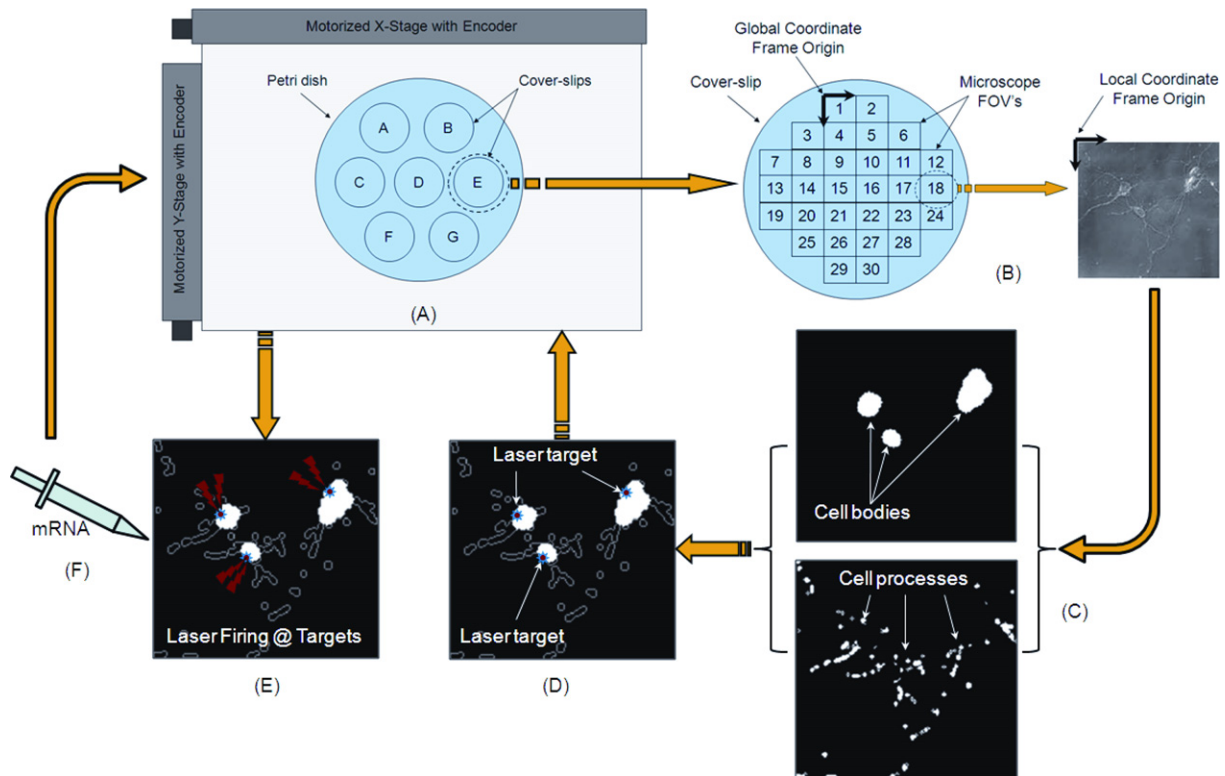 Motorized X-Stage with Encoder
Motorized Y-Stage with Encoder
Petri dish
Cover-slips
A B
C D E
F G
(A)
Global Coordinate
Frame Origin
Cover-slip
Microscope
FOV's
1 2
3 4 5 6
7 8 9 10 11 12
13 14 15 16 17 18
19 20 21 22 23 24
25 26 27 28
29 30
(B)
Local Coordinate
Frame Origin
Cell bodies
Cell processes
(C)
Laser target
Laser target
(D)
Laser Firing @ Targets
(E)
mRNA
(F)